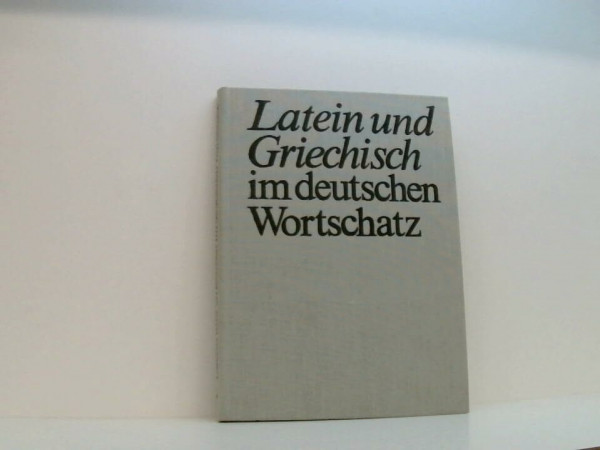 Latein und
Griechisch
im deutschen
Wortschatz